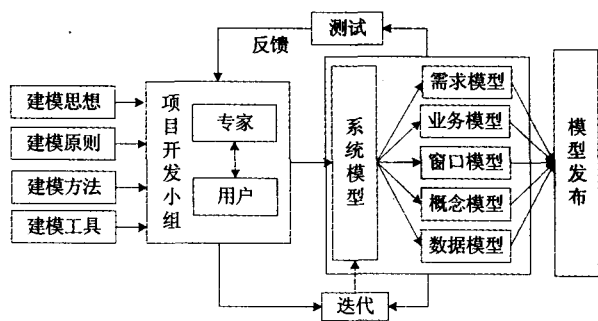 测试
反馈
建模思想
建模原则
建模方法
建模工具
项目开发小组
专家
用户
系统模型
需求模型
业务模型
窗口模型
概念模型
数据模型
模型发布
迭代